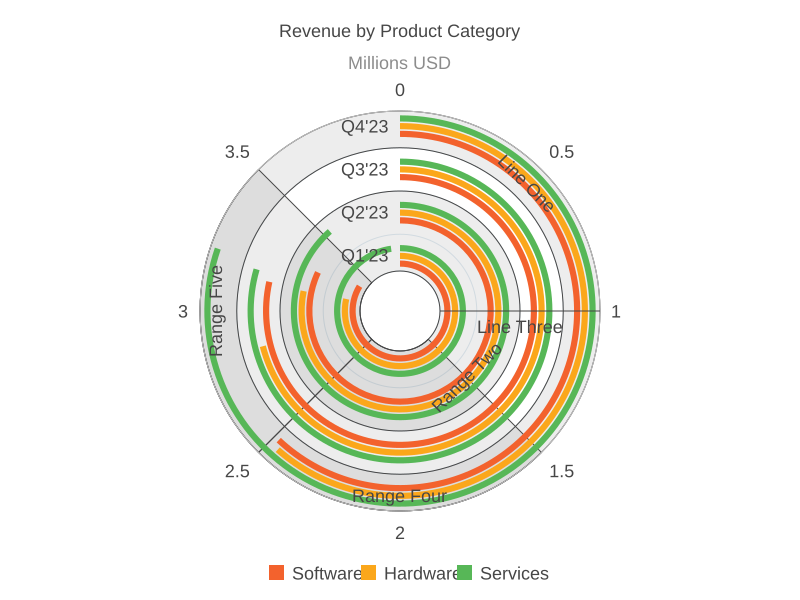 Revenue by Product Category
Millions USD
0
0.5
1
1.5
2
2.5
3
3.5
Q4'23
Q3'23
Q2'23
Q1'23
Line One
Line Three
Range Two
Range Four
Range Five
Software
Hardware
Services